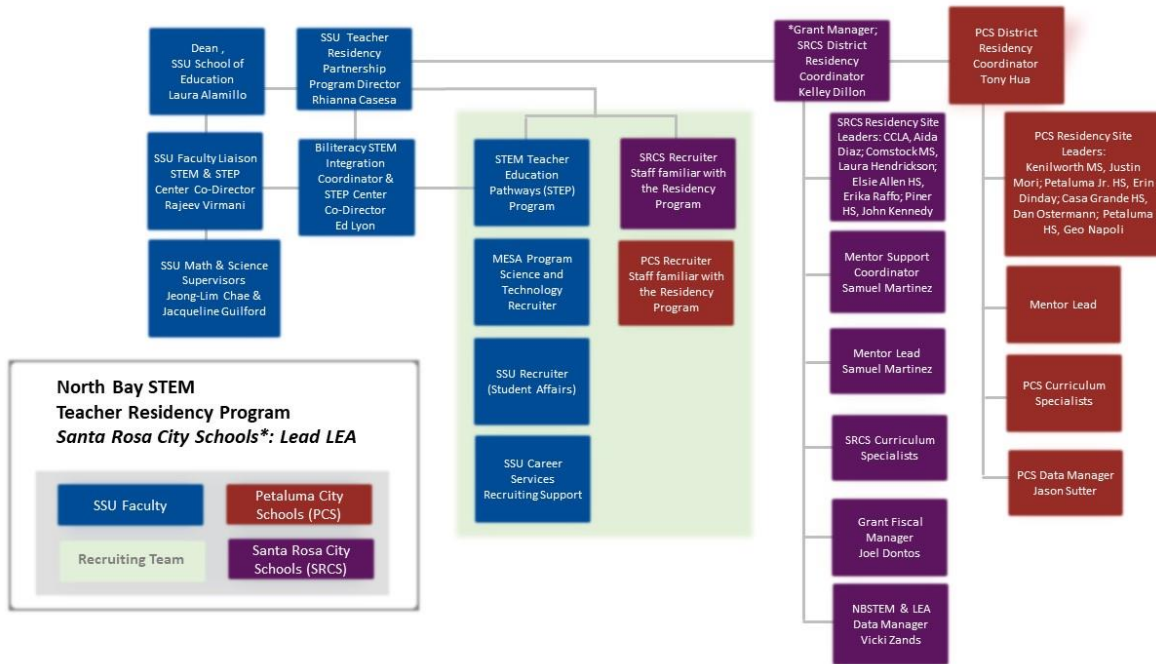 Dean ,
SSU School of
Education
Laura Alamillo
SSU Teacher
Residency
Partnership
Program Director
Rhianna Casesa
*Grant Manager;
SRCS District
Residency
Coordinator
Kelley Dillon
PCS District
Residency
Coordinator
Tony Hua
SSU Faculty Liaison
STEM & STEP
Center Co-Director
Rajeev Virmani
Biliteracy STEM
Integration
Coordinator &
STEP Center
Co-Director
Ed Lyon
STEM Teacher
Education
Pathways (STEP)
Program
SRCS Recruiter
Staff familiar with
the Residency
Program
SRCS Residency Site
Leaders: CCLA, Aida
Diaz; Comstock MS,
Laura Hendrickson;
Elsie Allen HS,
Erika Raffo; Piner
HS, John Kennedy
PCS Residency Site
Leaders:
Kenilworth MS, Justin
Mori; Petaluma Jr. HS, Erin
Dinday; Casa Grande HS,
Dan Ostermann; Petaluma
HS, Geo Napoli
SSU Math & Science
Supervisors
Jeong-Lim Chae &
Jacqueline Guilford
MESA Program
Science and
Technology
Recruiter
PCS Recruiter
Staff familiar with
the Residency
Program
Mentor Support
Coordinator
Samuel Martinez
Mentor Lead
SSU Recruiter
(Student Affairs)
Mentor Lead
Samuel Martinez
PCS Curriculum
Specialists
SSU Career
Services
Recruiting Support
SRCS Curriculum
Specialists
PCS Data Manager
Jason Sutter
Grant Fiscal
Manager
Joel Dontos
NBSTEM & LEA
Data Manager
Vicki Zands
North Bay STEM
Teacher Residency Program
Santa Rosa City Schools*: Lead LEA
SSU Faculty
Petaluma City
Schools (PCS)
Recruiting Team
Santa Rosa City
Schools (SRCS)